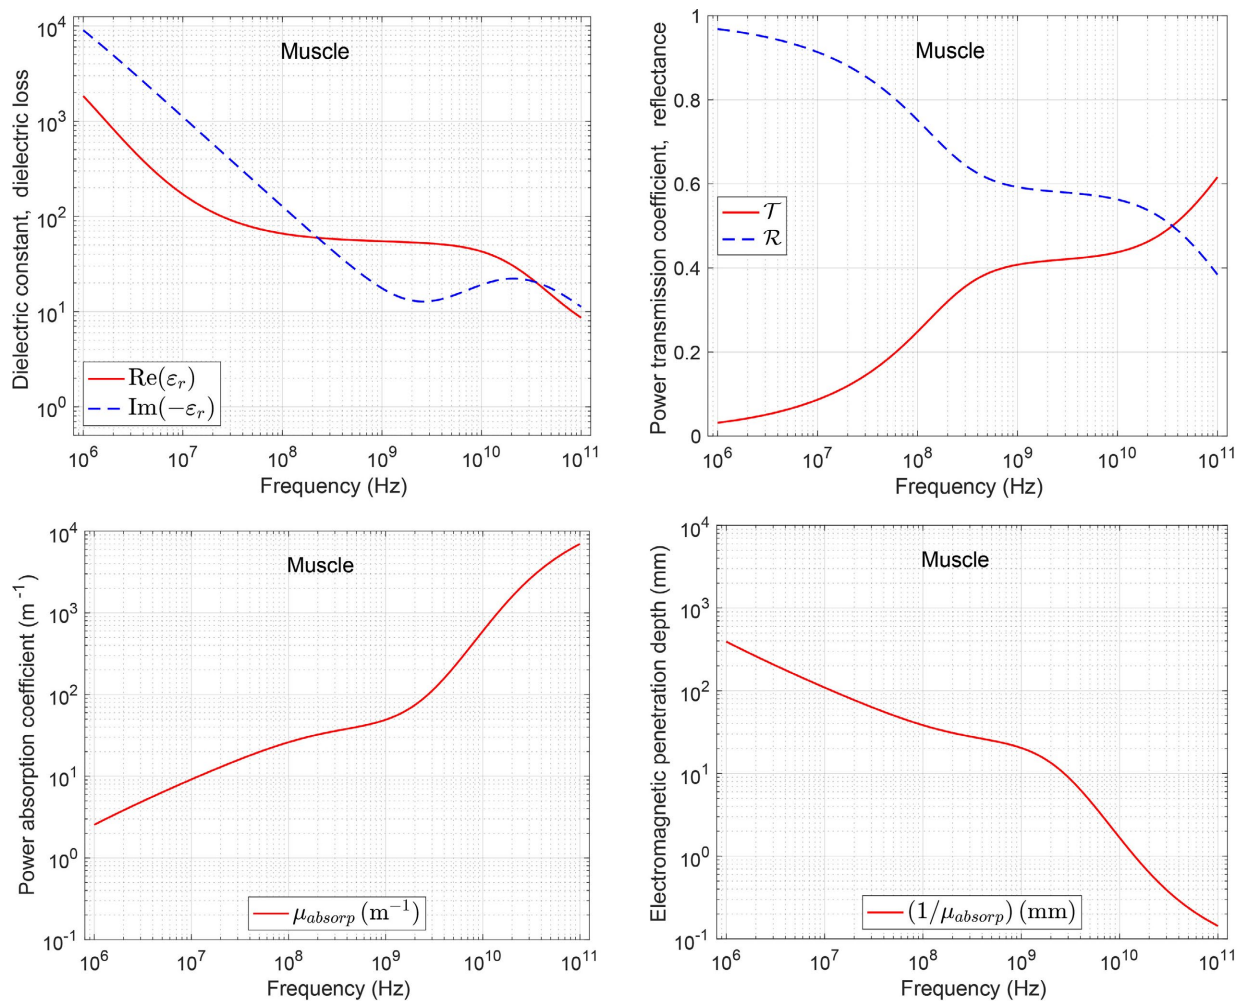 Muscle
Dielectric constant, dielectric loss
10^4
10^3
10^2
10^1
10^0
Re(ε_r)
Im(−ε_r)
10^6 10^7 10^8 10^9 10^10 10^11
Frequency (Hz)
Muscle
Power transmission coefficient, reflectance
1
0.8
0.6
0.4
0.2
0
𝒯
ℛ
10^6 10^7 10^8 10^9 10^10 10^11
Frequency (Hz)
Muscle
Power absorption coefficient (m^-1)
10^4
10^3
10^2
10^1
10^0
10^-1
μ_absorp (m^−1)
10^6 10^7 10^8 10^9 10^10 10^11
Frequency (Hz)
Muscle
Electromagnetic penetration depth (mm)
10^4
10^3
10^2
10^1
10^0
10^-1
(1/μ_absorp) (mm)
10^6 10^7 10^8 10^9 10^10 10^11
Frequency (Hz)